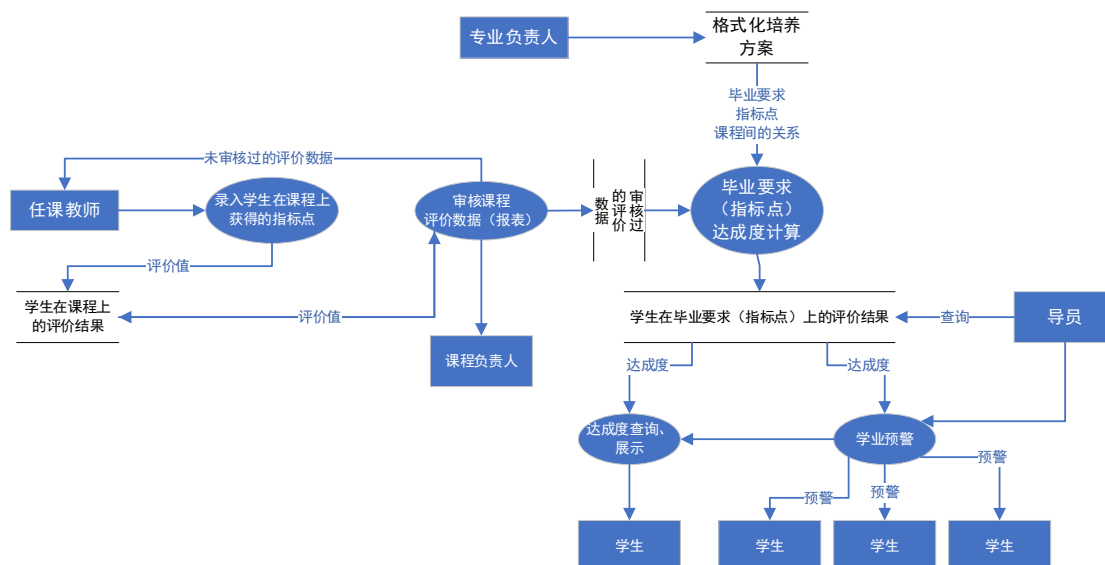 专业负责人
格式化培养
方案
毕业要求
指标点
课程间的关系
未审核过的评价数据
任课教师
录入学生在课程上
获得的指标点
审核课程
评价数据（报表）
审核过
的评价
数据
毕业要求
（指标点）
达成度计算
评价值
学生在课程上
的评价结果
评价值
学生在毕业要求（指标点）上的评价结果
查询
导员
课程负责人
达成度
达成度
达成度查询、
展示
学业预警
预警
预警
预警
学生
学生
学生
学生